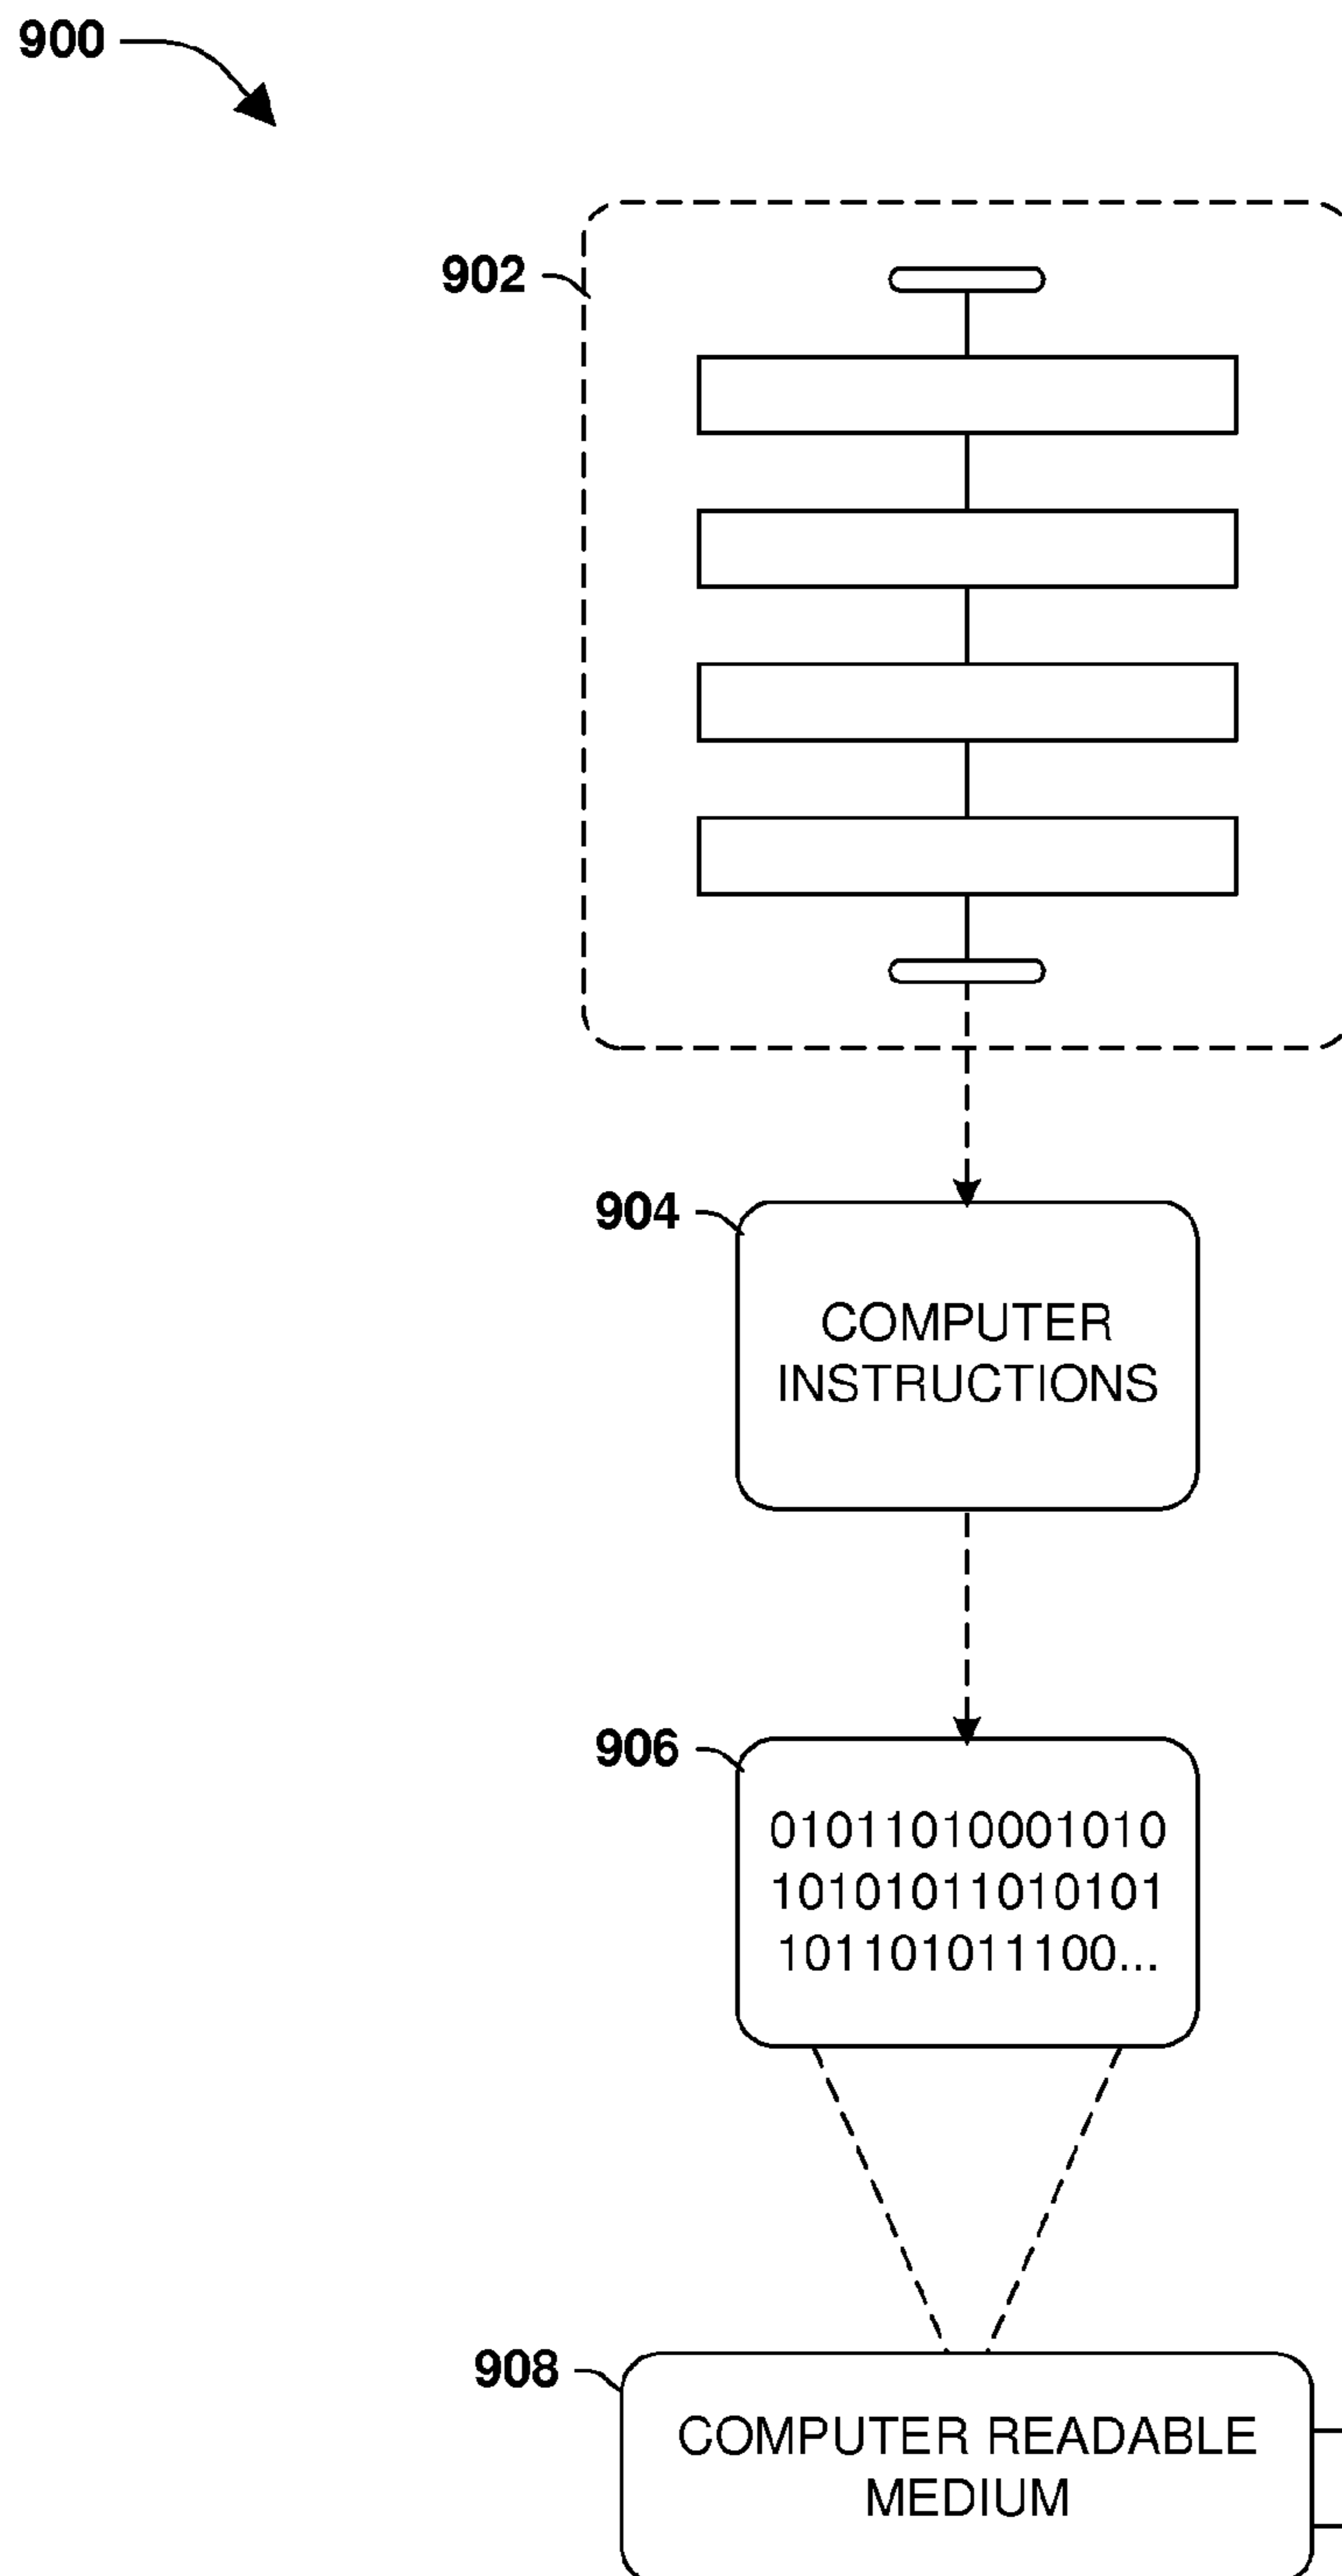 900
902
904
COMPUTER
INSTRUCTIONS
906
01011010001010
10101011010101
101101011100...
908
COMPUTER READABLE
MEDIUM